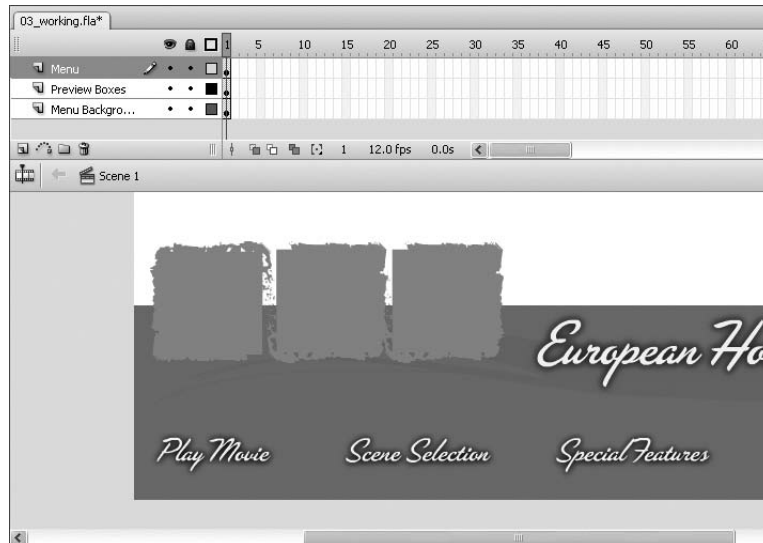 03_working.fla*
1 5 10 15 20 25 30 35 40 45 50 55 60
Menu
Preview Boxes
Menu Backgro...
1 12.0 fps 0.0s
Scene 1
European Ho
Play Movie Scene Selection Special Features